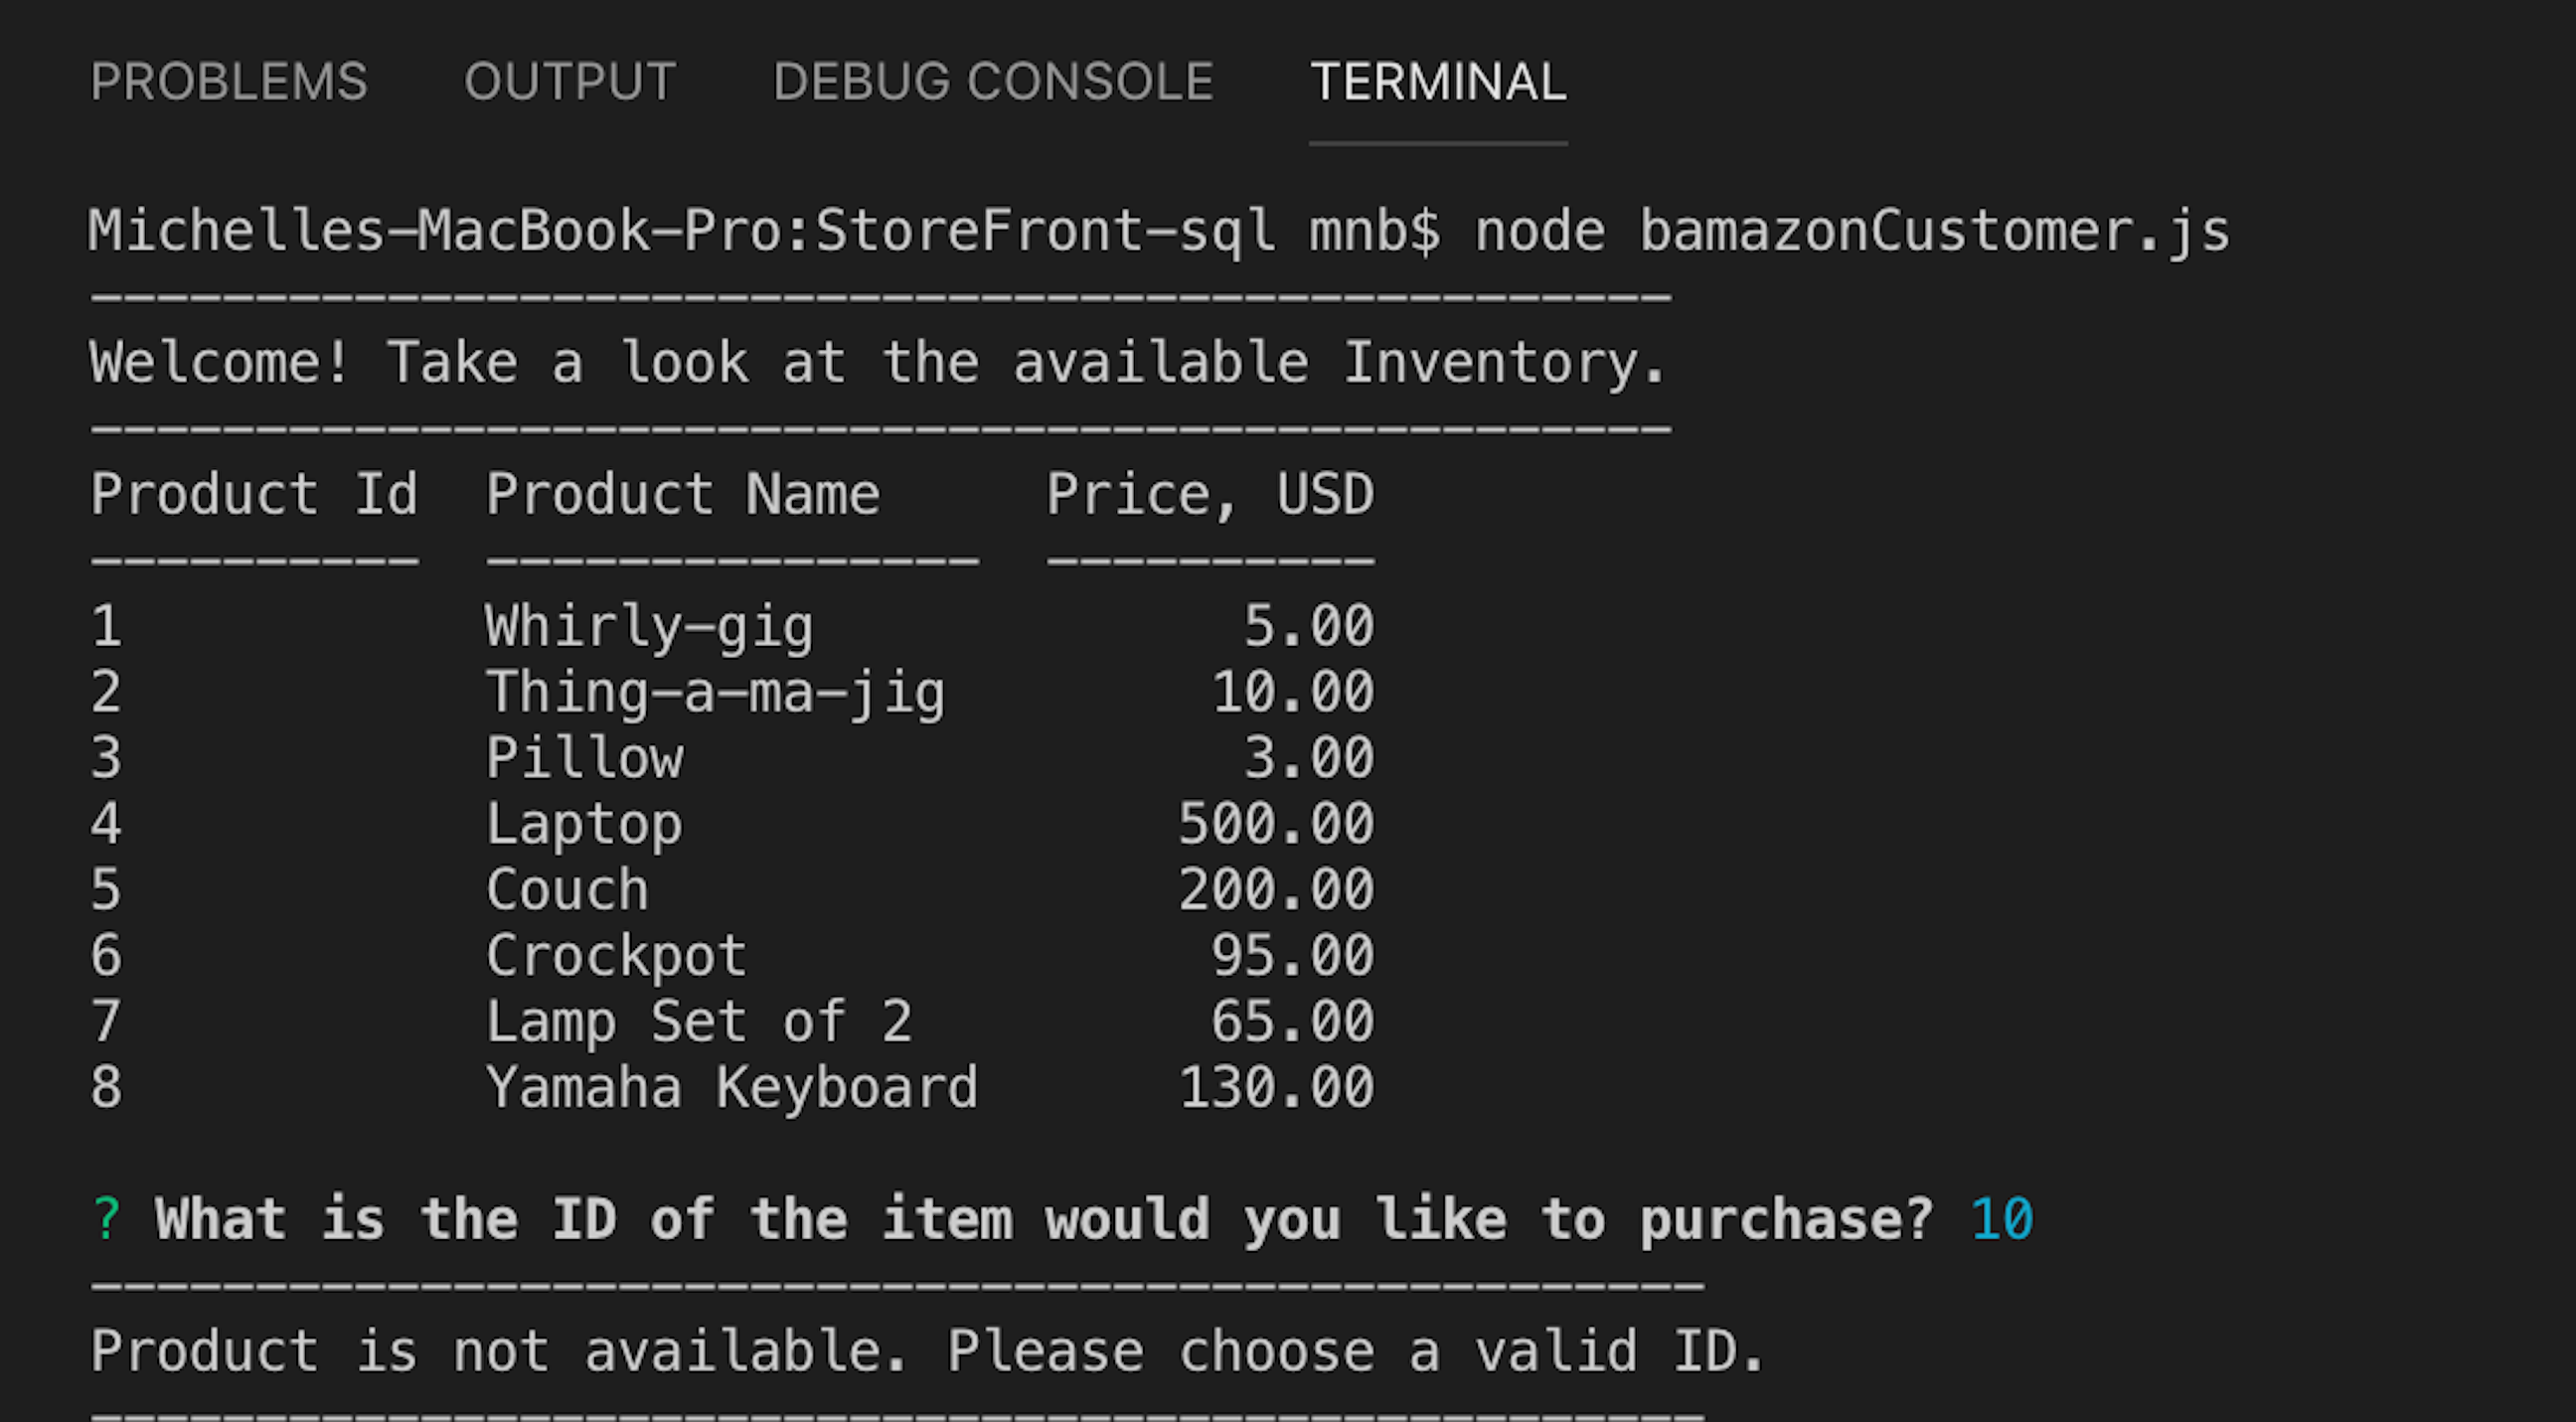 PROBLEMS OUTPUT DEBUG CONSOLE TERMINAL
Michelles-MacBook-Pro:StoreFront-sql mnb$ node bamazonCustomer.js
------------------------------------------------
Welcome! Take a look at the available Inventory.
------------------------------------------------
Product Id  Product Name     Price, USD
----------  ---------------  ----------
1           Whirly-gig             5.00
2           Thing-a-ma-jig        10.00
3           Pillow                 3.00
4           Laptop               500.00
5           Couch                200.00
6           Crockpot              95.00
7           Lamp Set of 2         65.00
8           Yamaha Keyboard      130.00
? What is the ID of the item would you like to purchase? 10
-------------------------------------------------
Product is not available. Please choose a valid ID.
-------------------------------------------------